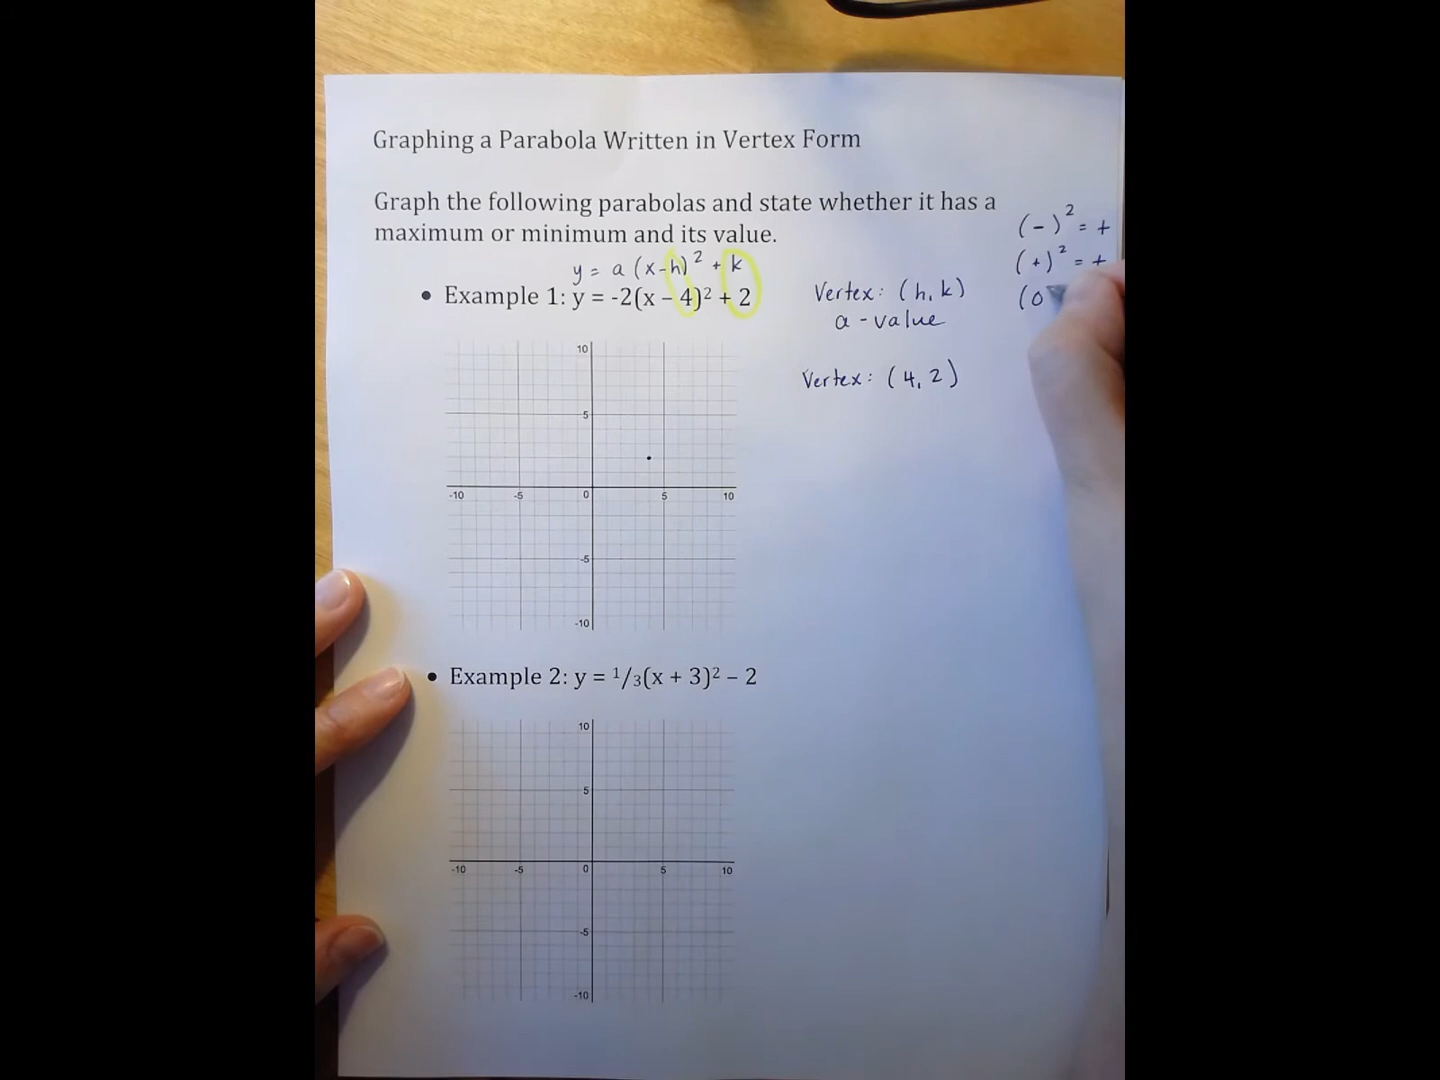 Graphing a Parabola Written in Vertex Form
Graph the following parabolas and state whether it has a
maximum or minimum and its value.
(-)² = +
(+)² = +
(0
y = a (x-h)² + k
• Example 1: y = -2(x – 4)² + 2
Vertex: (h, k)
a - value
Vertex: (4, 2)
10
5
-10 -5 0 5 10
-5
-10
• Example 2: y = ¹/₃(x + 3)² – 2
10
5
-10 -5 0 5 10
-5
-10